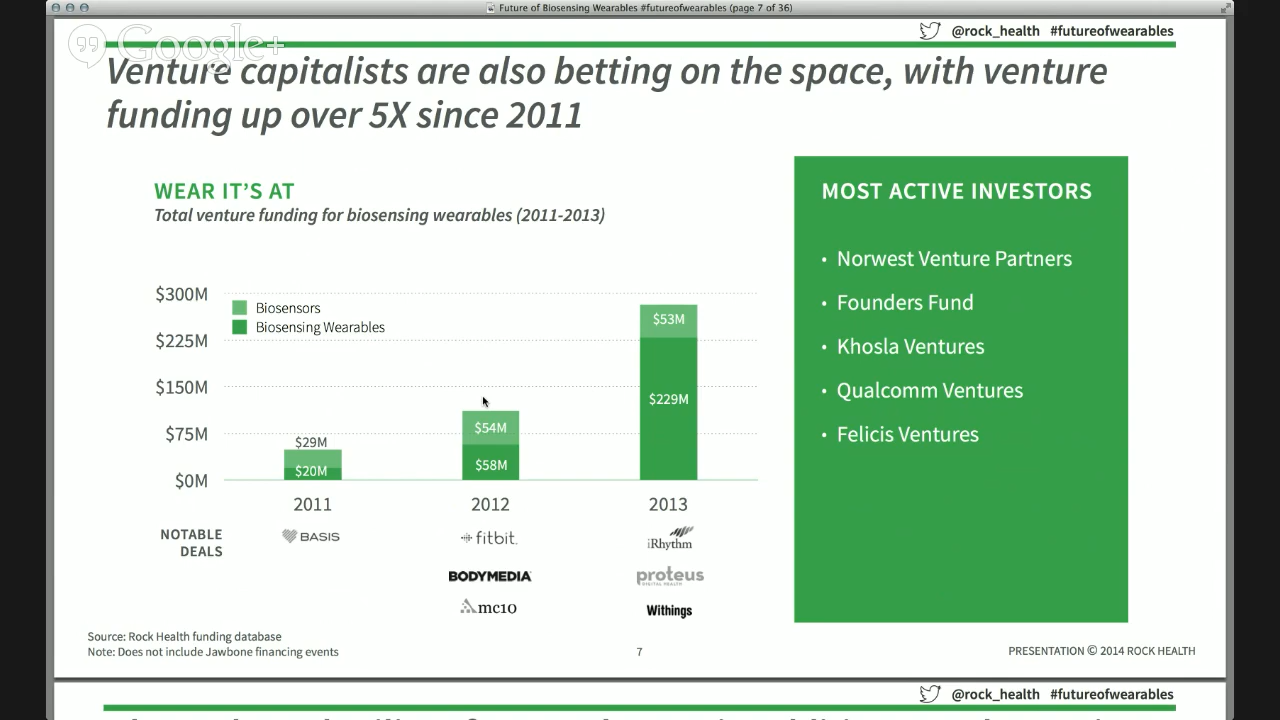 Future of Biosensing Wearables #futureofwearables (page 7 of 36)
@rock_health #futureofwearables
Google+
Venture capitalists are also betting on the space, with venture
funding up over 5X since 2011
WEAR IT'S AT
Total venture funding for biosensing wearables (2011-2013)
$300M
$225M
$150M
$75M
$0M
Biosensors
Biosensing Wearables
$29M
$20M
$54M
$58M
$53M
$229M
2011
2012
2013
NOTABLE
DEALS
BASIS
fitbit.
BODYMEDIA
mc10
iRhythm
proteus
DIGITAL HEALTH
Withings
MOST ACTIVE INVESTORS
• Norwest Venture Partners
• Founders Fund
• Khosla Ventures
• Qualcomm Ventures
• Felicis Ventures
Source: Rock Health funding database
Note: Does not include Jawbone financing events
7
PRESENTATION © 2014 ROCK HEALTH
@rock_health #futureofwearables